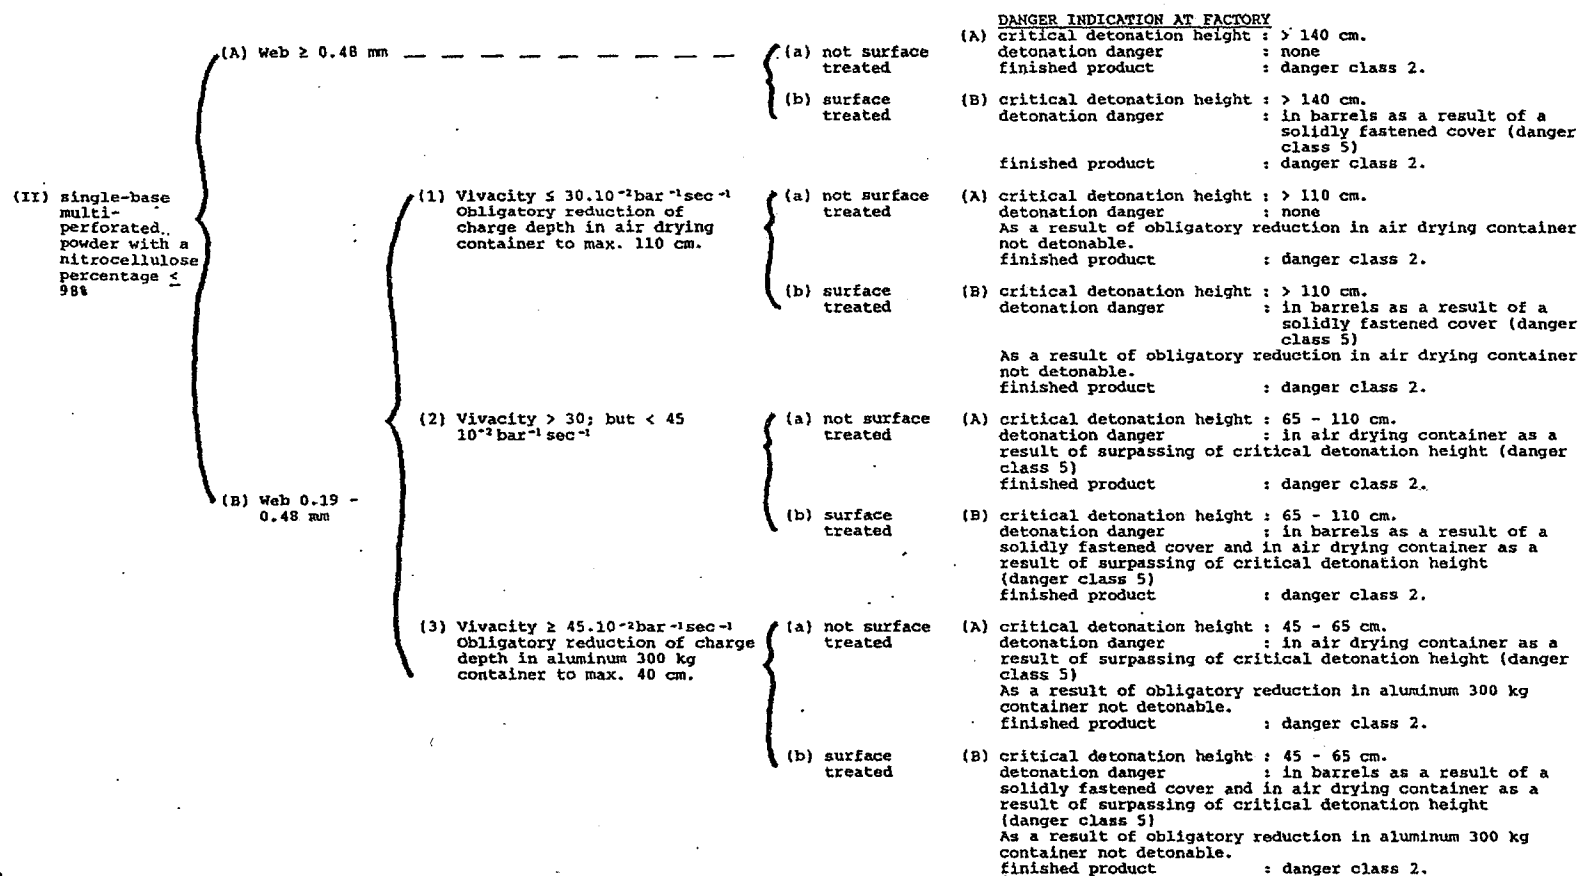 DANGER INDICATION AT FACTORY
(A) Web ≥ 0.48 mm — — — — — — — — —
(a) not surface
treated
(A) critical detonation height : > 140 cm.
detonation danger : none
finished product : danger class 2.
(b) surface
treated
(B) critical detonation height : > 140 cm.
detonation danger : in barrels as a result of a
solidly fastened cover (danger
class 5)
finished product : danger class 2.
(II) single-base
multi-
perforated
powder with a
nitrocellulose
percentage ≤
98%
(1) Vivacity ≤ 30.10⁻²bar⁻¹sec⁻¹
Obligatory reduction of
charge depth in air drying
container to max. 110 cm.
(a) not surface
treated
(A) critical detonation height : > 110 cm.
detonation danger : none
As a result of obligatory reduction in air drying container
not detonable.
finished product : danger class 2.
(b) surface
treated
(B) critical detonation height : > 110 cm.
detonation danger : in barrels as a result of a
solidly fastened cover (danger
class 5)
As a result of obligatory reduction in air drying container
not detonable.
finished product : danger class 2.
(2) Vivacity > 30; but < 45
10⁻²bar⁻¹sec⁻¹
(a) not surface
treated
(A) critical detonation height : 65 - 110 cm.
detonation danger : in air drying container as a
result of surpassing of critical detonation height (danger
class 5)
finished product : danger class 2.
(B) Web 0.19 -
0.48 mm
(b) surface
treated
(B) critical detonation height : 65 - 110 cm.
detonation danger : in barrels as a result of a
solidly fastened cover and in air drying container as a
result of surpassing of critical detonation height
(danger class 5)
finished product : danger class 2.
(3) Vivacity ≥ 45.10⁻²bar⁻¹sec⁻¹
Obligatory reduction of charge
depth in aluminum 300 kg
container to max. 40 cm.
(a) not surface
treated
(A) critical detonation height : 45 - 65 cm.
detonation danger : in air drying container as a
result of surpassing of critical detonation height (danger
class 5)
As a result of obligatory reduction in aluminum 300 kg
container not detonable.
finished product : danger class 2.
(b) surface
treated
(B) critical detonation height : 45 - 65 cm.
detonation danger : in barrels as a result of a
solidly fastened cover and in air drying container as a
result of surpassing of critical detonation height
(danger class 5)
As a result of obligatory reduction in aluminum 300 kg
container not detonable.
finished product : danger class 2.